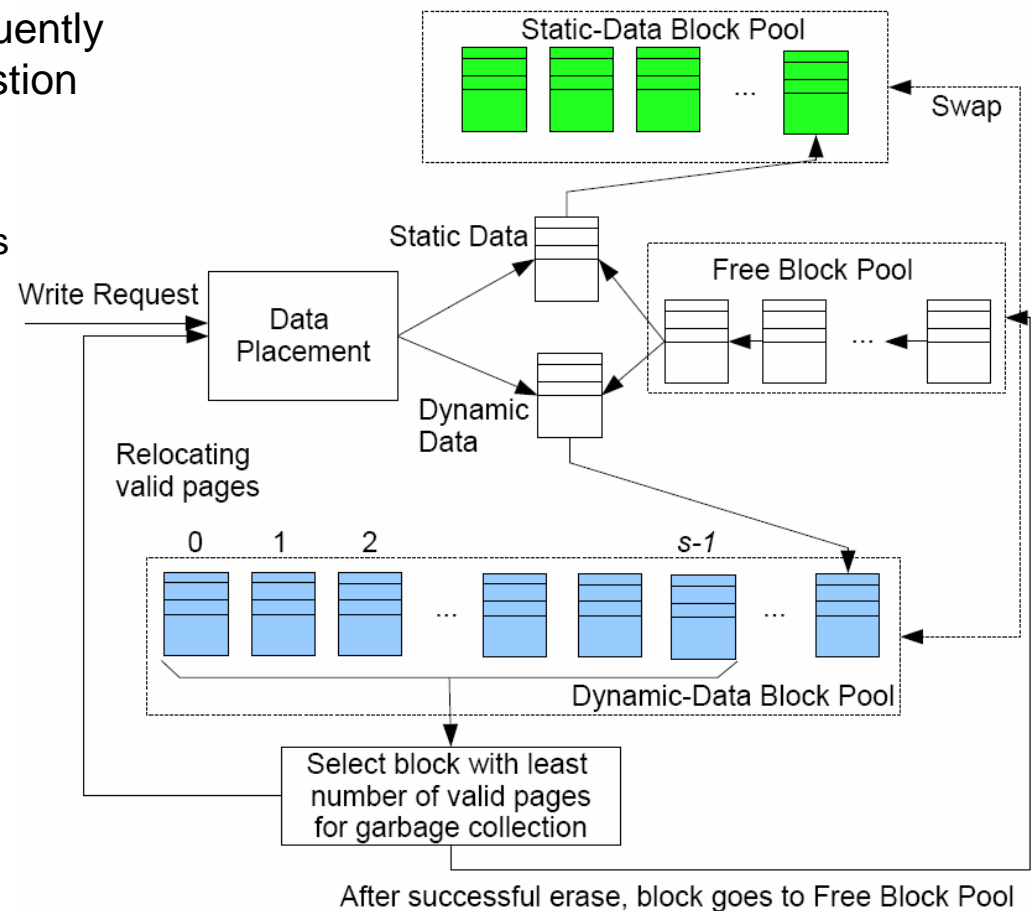 uently
stion
s
Static-Data Block Pool
...
Swap
Static Data
Free Block Pool
...
Write Request
Data
Placement
Dynamic
Data
Relocating
valid pages
0 1 2 s-1
... ...
Dynamic-Data Block Pool
Select block with least
number of valid pages
for garbage collection
After successful erase, block goes to Free Block Pool